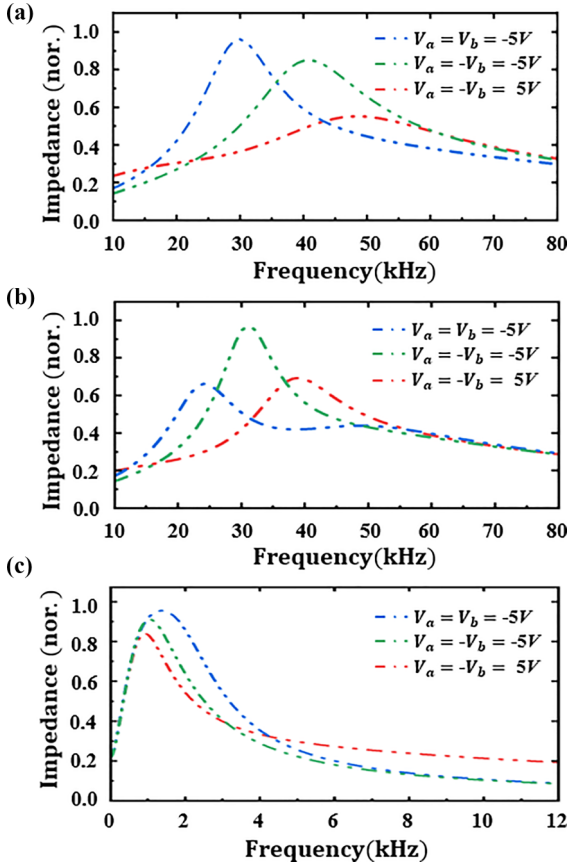 (a)
Impedance (nor.)
1.0
0.8
0.6
0.4
0.2
0.0
V_a = V_b = -5V
V_a = -V_b = -5V
V_a = -V_b = 5V
10 20 30 40 50 60 70 80
Frequency(kHz)
(b)
Impedance (nor.)
1.0
0.8
0.6
0.4
0.2
0.0
V_a = V_b = -5V
V_a = -V_b = -5V
V_a = -V_b = 5V
10 20 30 40 50 60 70 80
Frequency(kHz)
(c)
Impedance (nor.)
1.0
0.8
0.6
0.4
0.2
0.0
V_a = V_b = -5V
V_a = -V_b = -5V
V_a = -V_b = 5V
0 2 4 6 8 10 12
Frequency(kHz)